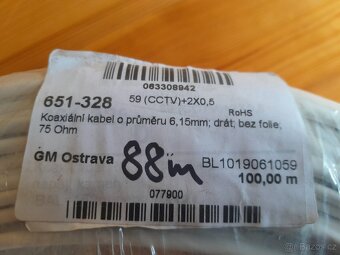 063308942
651-328 59 (CCTV)+2X0,5
RoHS
Koaxiální kabel o průměru 6,15mm; drát; bez folie;
75 Ohm
GM Ostrava 88m BL1019061059
100,00 m
077900